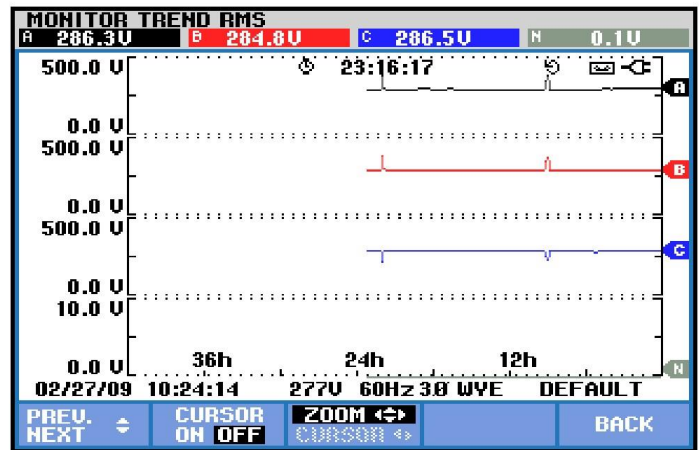 MONITOR TREND RMS
A 286.3V B 284.8V C 286.5V N 0.1V
500.0 V 23:16:17
A
0.0 V
500.0 V
B
0.0 V
500.0 V
C
0.0 V
10.0 V
36h 24h 12h
0.0 V N
02/27/09 10:24:14 277V 60Hz 3Ø WYE DEFAULT
PREV. NEXT
CURSOR ON OFF
ZOOM
CURSOR
BACK